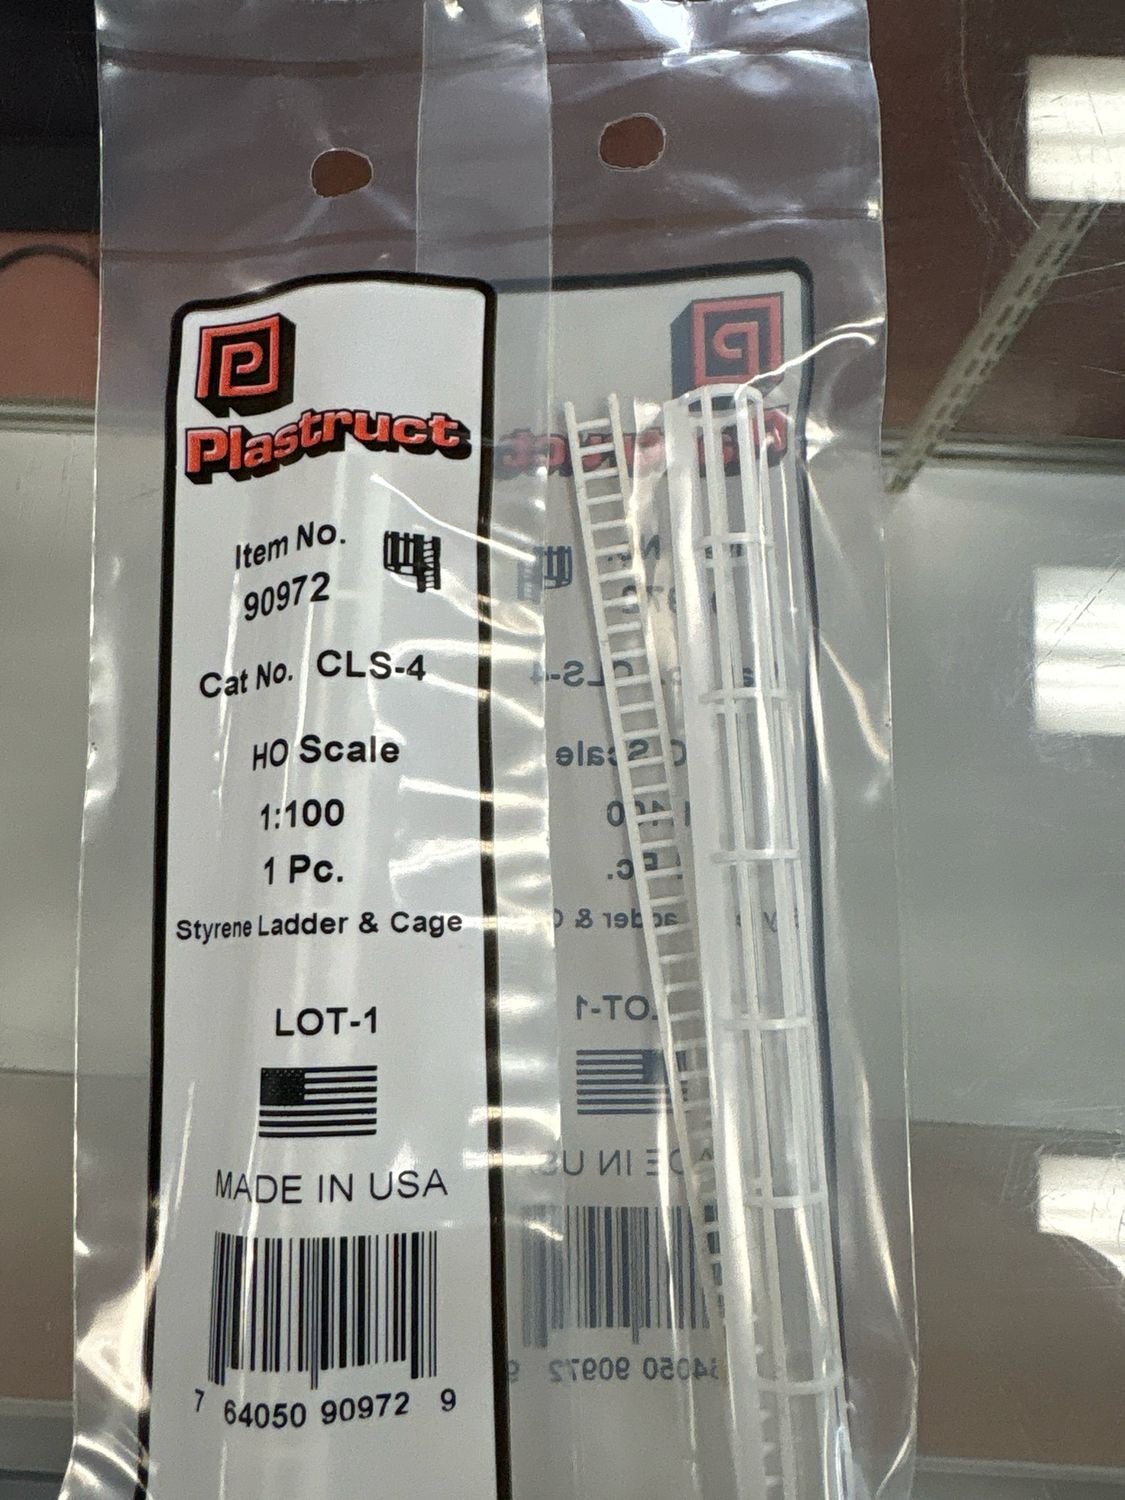 Plastruct
Item No.
90972
Cat No. CLS-4
HO Scale
1:100
1 Pc.
Styrene Ladder & Cage
LOT-1
MADE IN USA
7 64050 90972 9